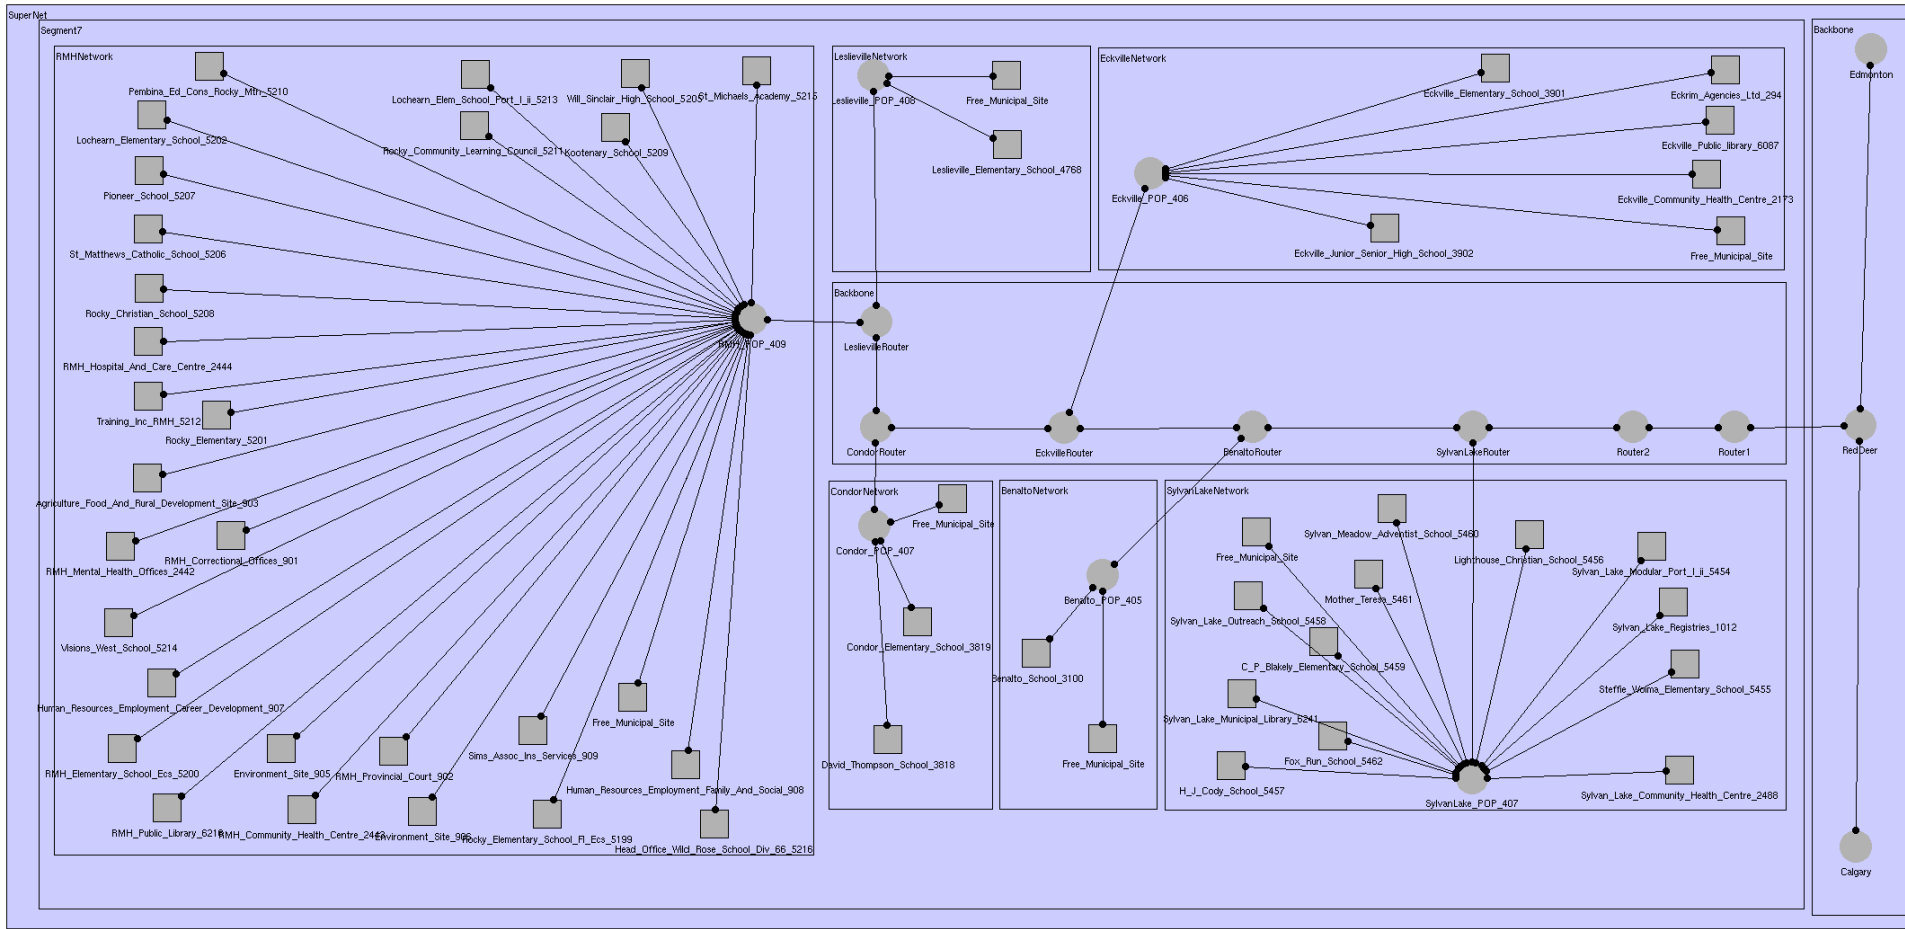 SuperNet
Segment7
RMHNetwork
Pembina_Ed_Cons_Rocky_Mtn_5210
Lochearn_Elem_School_Port_I_ii_5213
Will_Sinclair_High_School_5205
St_Michaels_Academy_5215
Lochearn_Elementary_School_5202
Rocky_Community_Learning_Council_5211
Kootenary_School_5209
Pioneer_School_5207
St_Matthews_Catholic_School_5206
Rocky_Christian_School_5208
RMH_POP_409
RMH_Hospital_And_Care_Centre_2444
Training_Inc_RMH_5212
Rocky_Elementary_5201
Agriculture_Food_And_Rural_Development_Site_903
RMH_Correctional_Offices_901
RMH_Mental_Health_Offices_2442
Visions_West_School_5214
Human_Resources_Employment_Career_Development_907
Free_Municipal_Site
Sims_Assoc_Ins_Services_909
RMH_Elementary_School_Ecs_5200
Environment_Site_905
RMH_Provincial_Court_902
Human_Resources_Employment_Family_And_Social_908
RMH_Public_Library_6216
RMH_Community_Health_Centre_2443
Environment_Site_906
Rocky_Elementary_School_Fl_Ecs_5199
Head_Office_Wild_Rose_School_Div_66_5216
LeslievilleNetwork
Leslieville_POP_408
Free_Municipal_Site
Leslieville_Elementary_School_4768
EckvilleNetwork
Eckville_Elementary_School_3901
Eckrim_Agencies_Ltd_294
Eckville_Public_library_6087
Eckville_POP_406
Eckville_Community_Health_Centre_2173
Eckville_Junior_Senior_High_School_3902
Free_Municipal_Site
Backbone
LeslievilleRouter
CondorRouter
EckvilleRouter
BenaltoRouter
SylvanLakeRouter
Router2
Router1
CondorNetwork
Free_Municipal_Site
Condor_POP_407
Condor_Elementary_School_3819
David_Thompson_School_3818
BenaltoNetwork
Benalto_POP_405
Benalto_School_3100
Free_Municipal_Site
SylvanLakeNetwork
Sylvan_Meadow_Adventist_School_5460
Free_Municipal_Site
Lighthouse_Christian_School_5456
Sylvan_Lake_Modular_Port_I_ii_5454
Mother_Teresa_5461
Sylvan_Lake_Outreach_School_5458
Sylvan_Lake_Registries_1012
C_P_Blakely_Elementary_School_5459
Steffie_Woima_Elementary_School_5455
Sylvan_Lake_Municipal_Library_6241
Fox_Run_School_5462
H_J_Cody_School_5457
SylvanLake_POP_407
Sylvan_Lake_Community_Health_Centre_2488
Backbone
Edmonton
RedDeer
Calgary